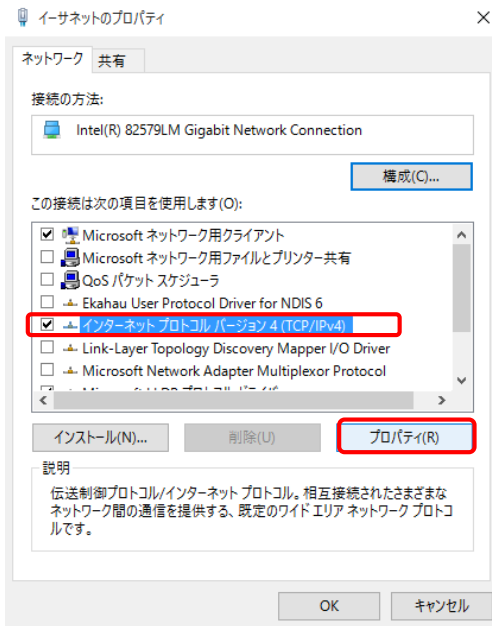 イーサネットのプロパティ
ネットワーク 共有
接続の方法:
Intel(R) 82579LM Gigabit Network Connection
構成(C)...
この接続は次の項目を使用します(O):
Microsoft ネットワーク用クライアント
Microsoft ネットワーク用ファイルとプリンター共有
QoS パケット スケジューラ
Ekahau User Protocol Driver for NDIS 6
インターネット プロトコル バージョン 4 (TCP/IPv4)
Link-Layer Topology Discovery Mapper I/O Driver
Microsoft Network Adapter Multiplexor Protocol
インストール(N)... 削除(U) プロパティ(R)
説明
伝送制御プロトコル/インターネット プロトコル。相互接続されたさまざまな
ネットワーク間の通信を提供する、既定のワイド エリア ネットワーク プロトコ
ルです。
OK キャンセル